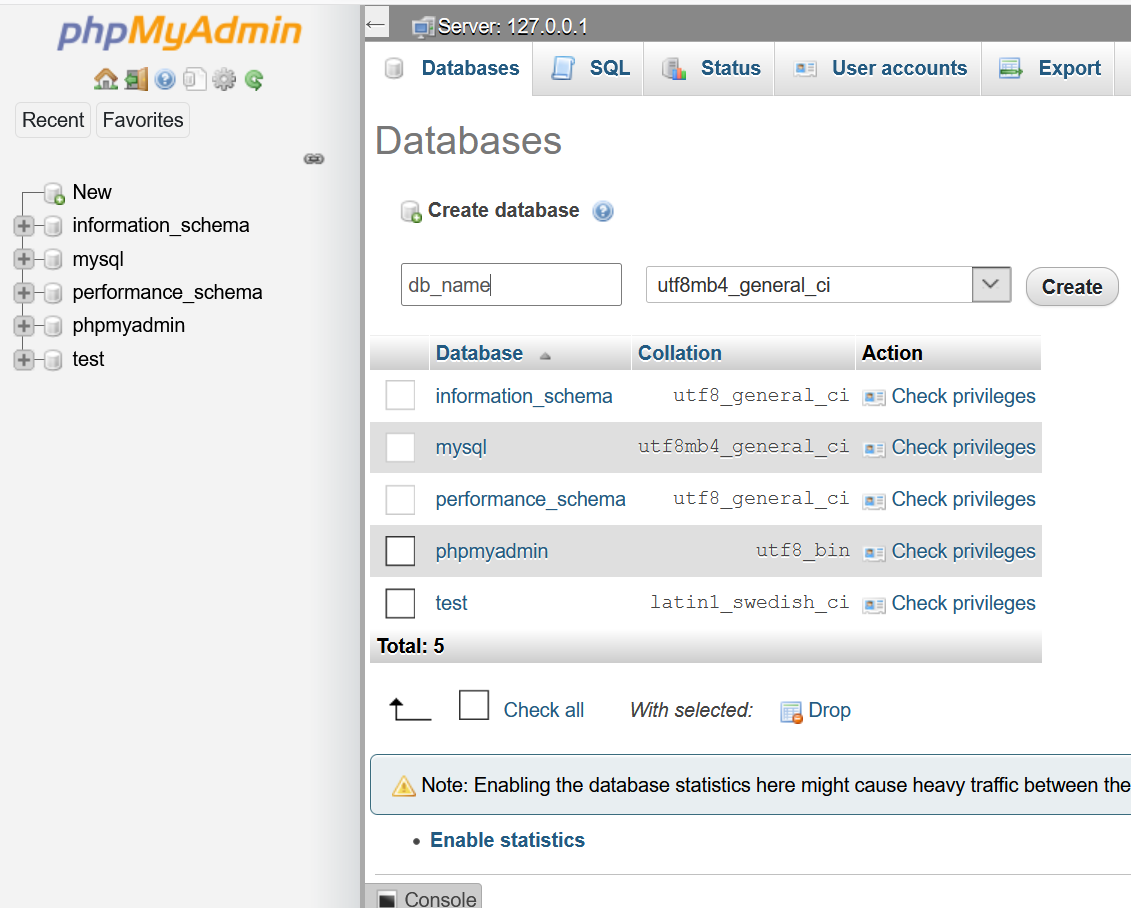 phpMyAdmin
Recent Favorites
New
information_schema
mysql
performance_schema
phpmyadmin
test
Server: 127.0.0.1
Databases SQL Status User accounts Export
Databases
Create database
db_name utf8mb4_general_ci Create
Database Collation Action
information_schema utf8_general_ci Check privileges
mysql utf8mb4_general_ci Check privileges
performance_schema utf8_general_ci Check privileges
phpmyadmin utf8_bin Check privileges
test latin1_swedish_ci Check privileges
Total: 5
Check all With selected: Drop
Note: Enabling the database statistics here might cause heavy traffic between the
• Enable statistics
Console